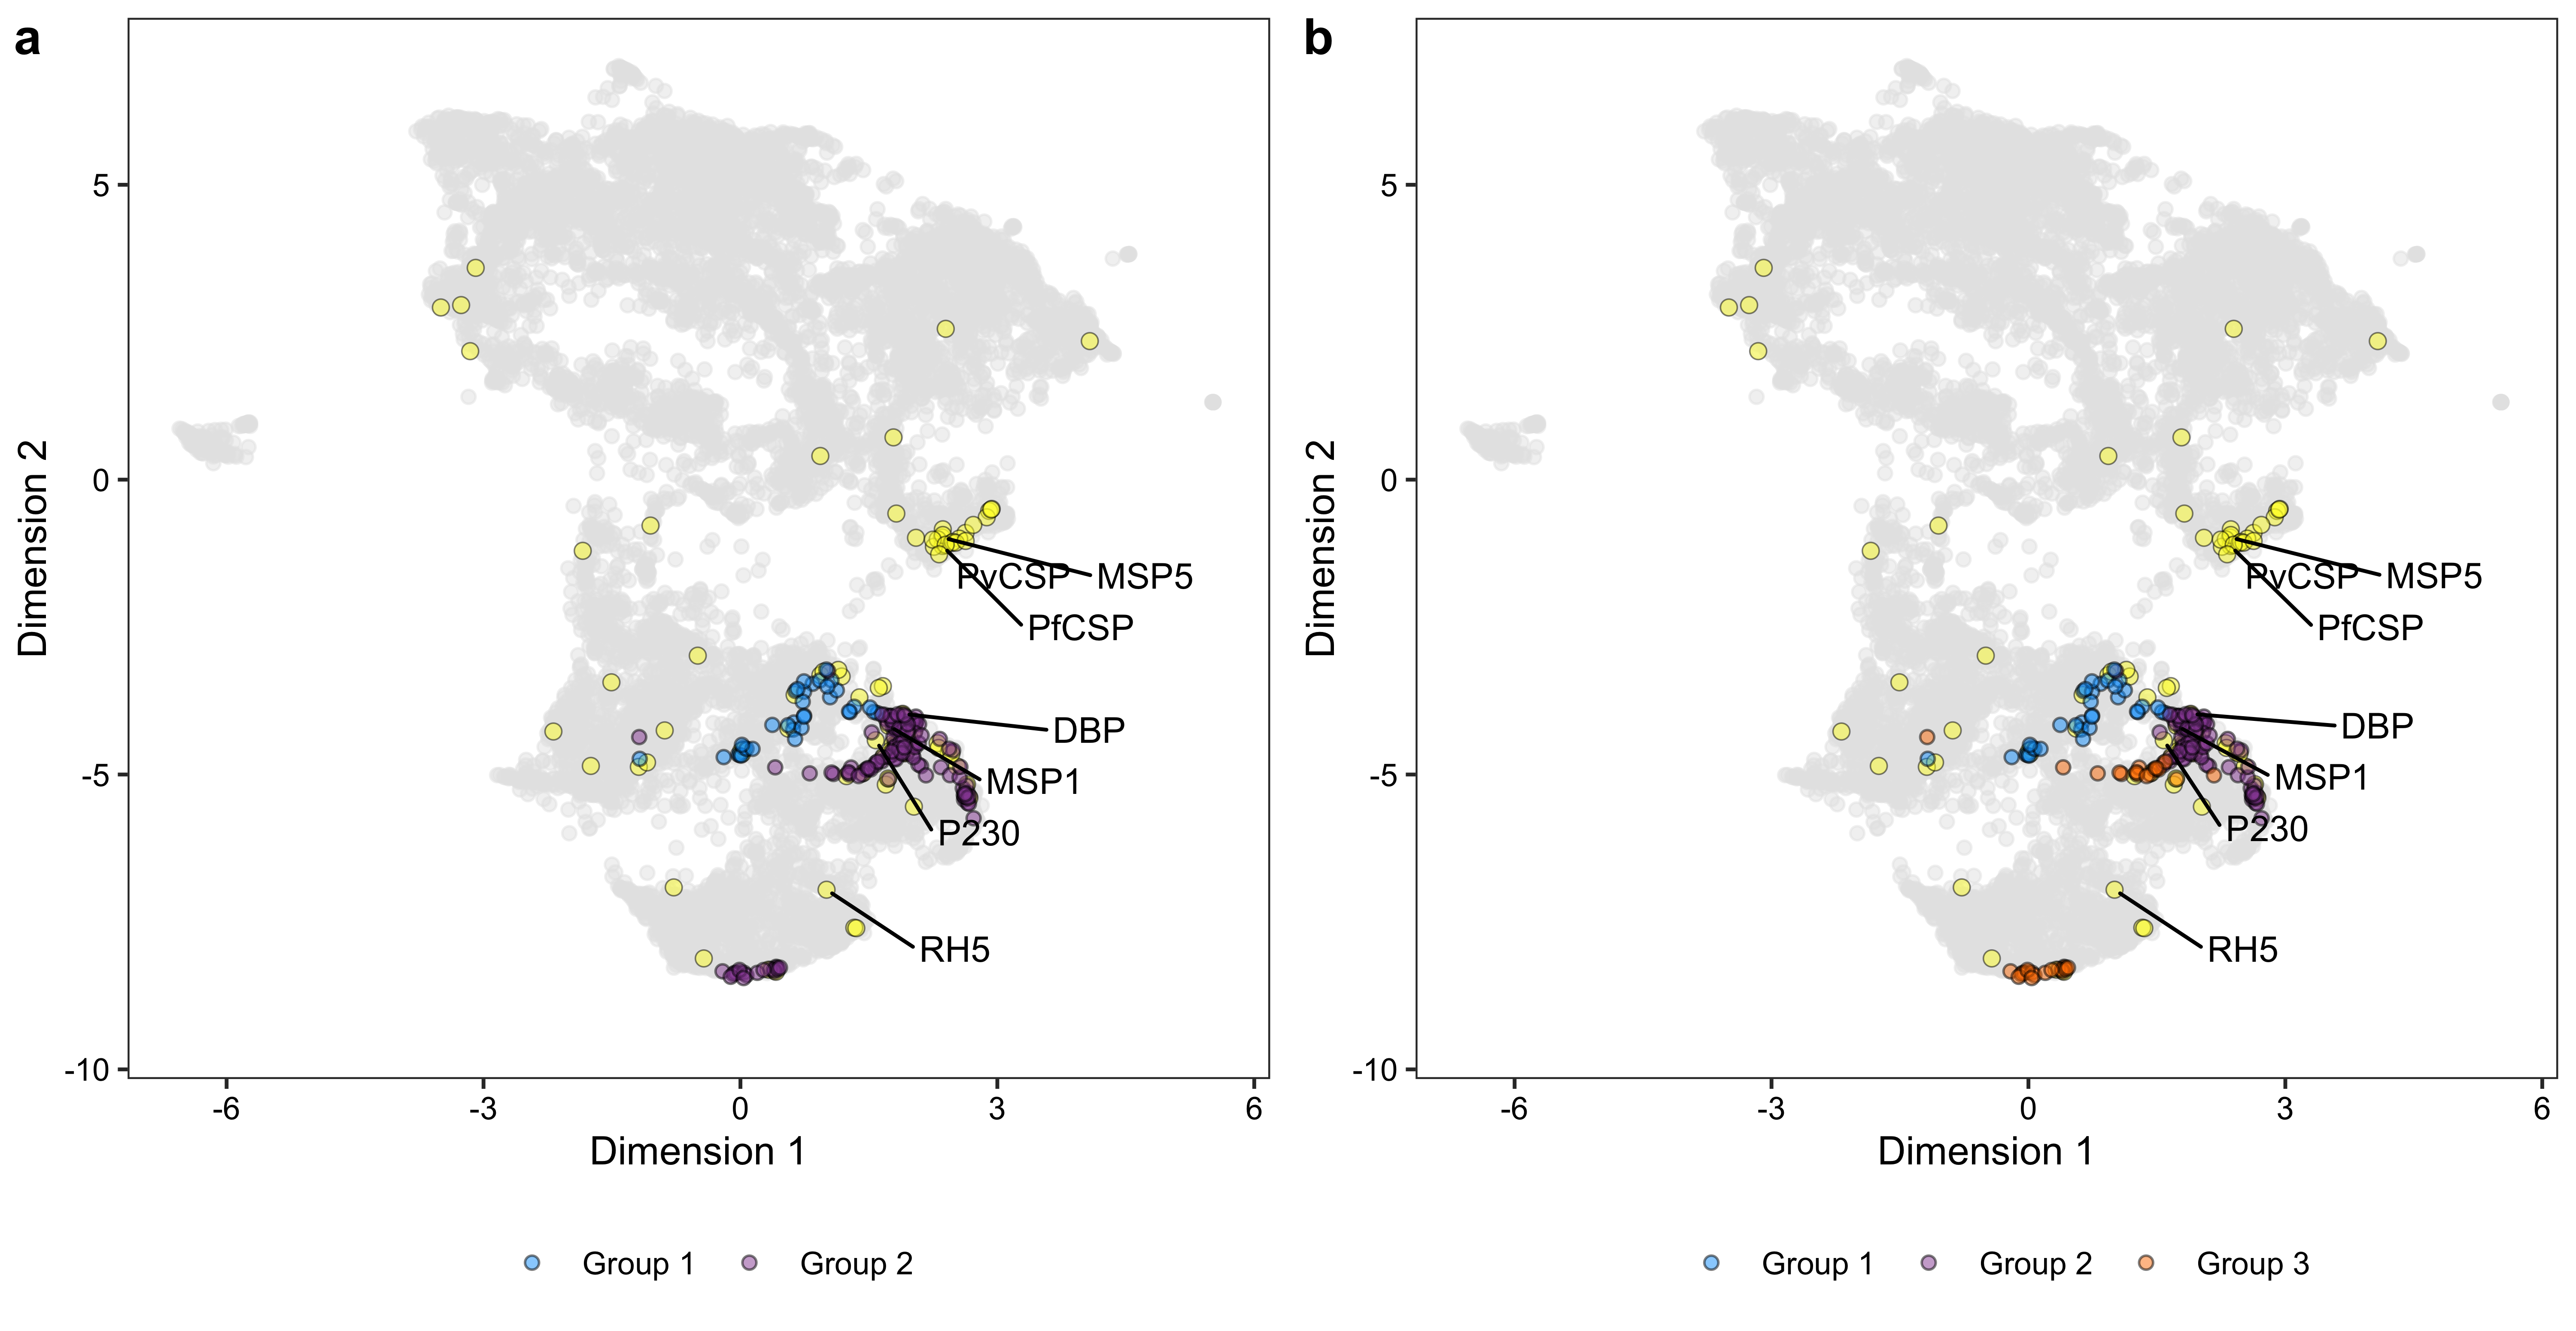 a
Dimension 2
5
0
-5
-10
-6
-3
0
3
6
Dimension 1
PvCSP
MSP5
PfCSP
DBP
MSP1
P230
RH5
Group 1
Group 2
b
Dimension 2
5
0
-5
-10
-6
-3
0
3
6
Dimension 1
PvCSP
MSP5
PfCSP
DBP
MSP1
P230
RH5
Group 1
Group 2
Group 3